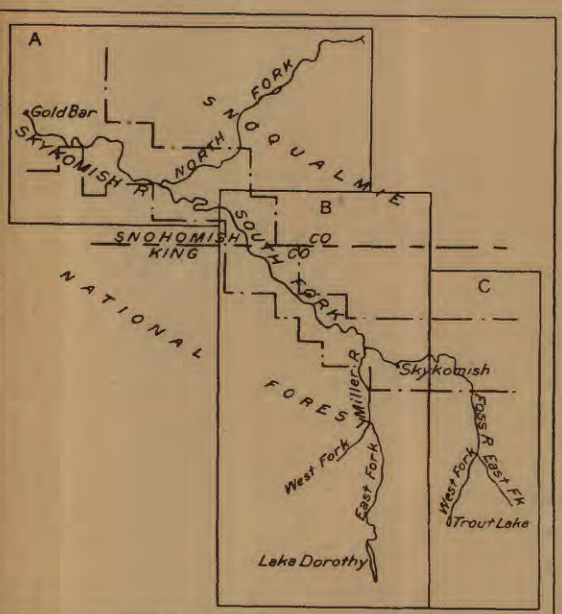 A
Gold Bar
SKYKOMISH R
NORTH FORK
SNOQUALMIE
B
SNOHOMISH CO
KING CO
SOUTH FORK
NATIONAL
C
Skykomish
Miller R
FOREST
West Fork
East Fork
Foss R
West Fork
East Fk
Trout Lake
Lake Dorothy